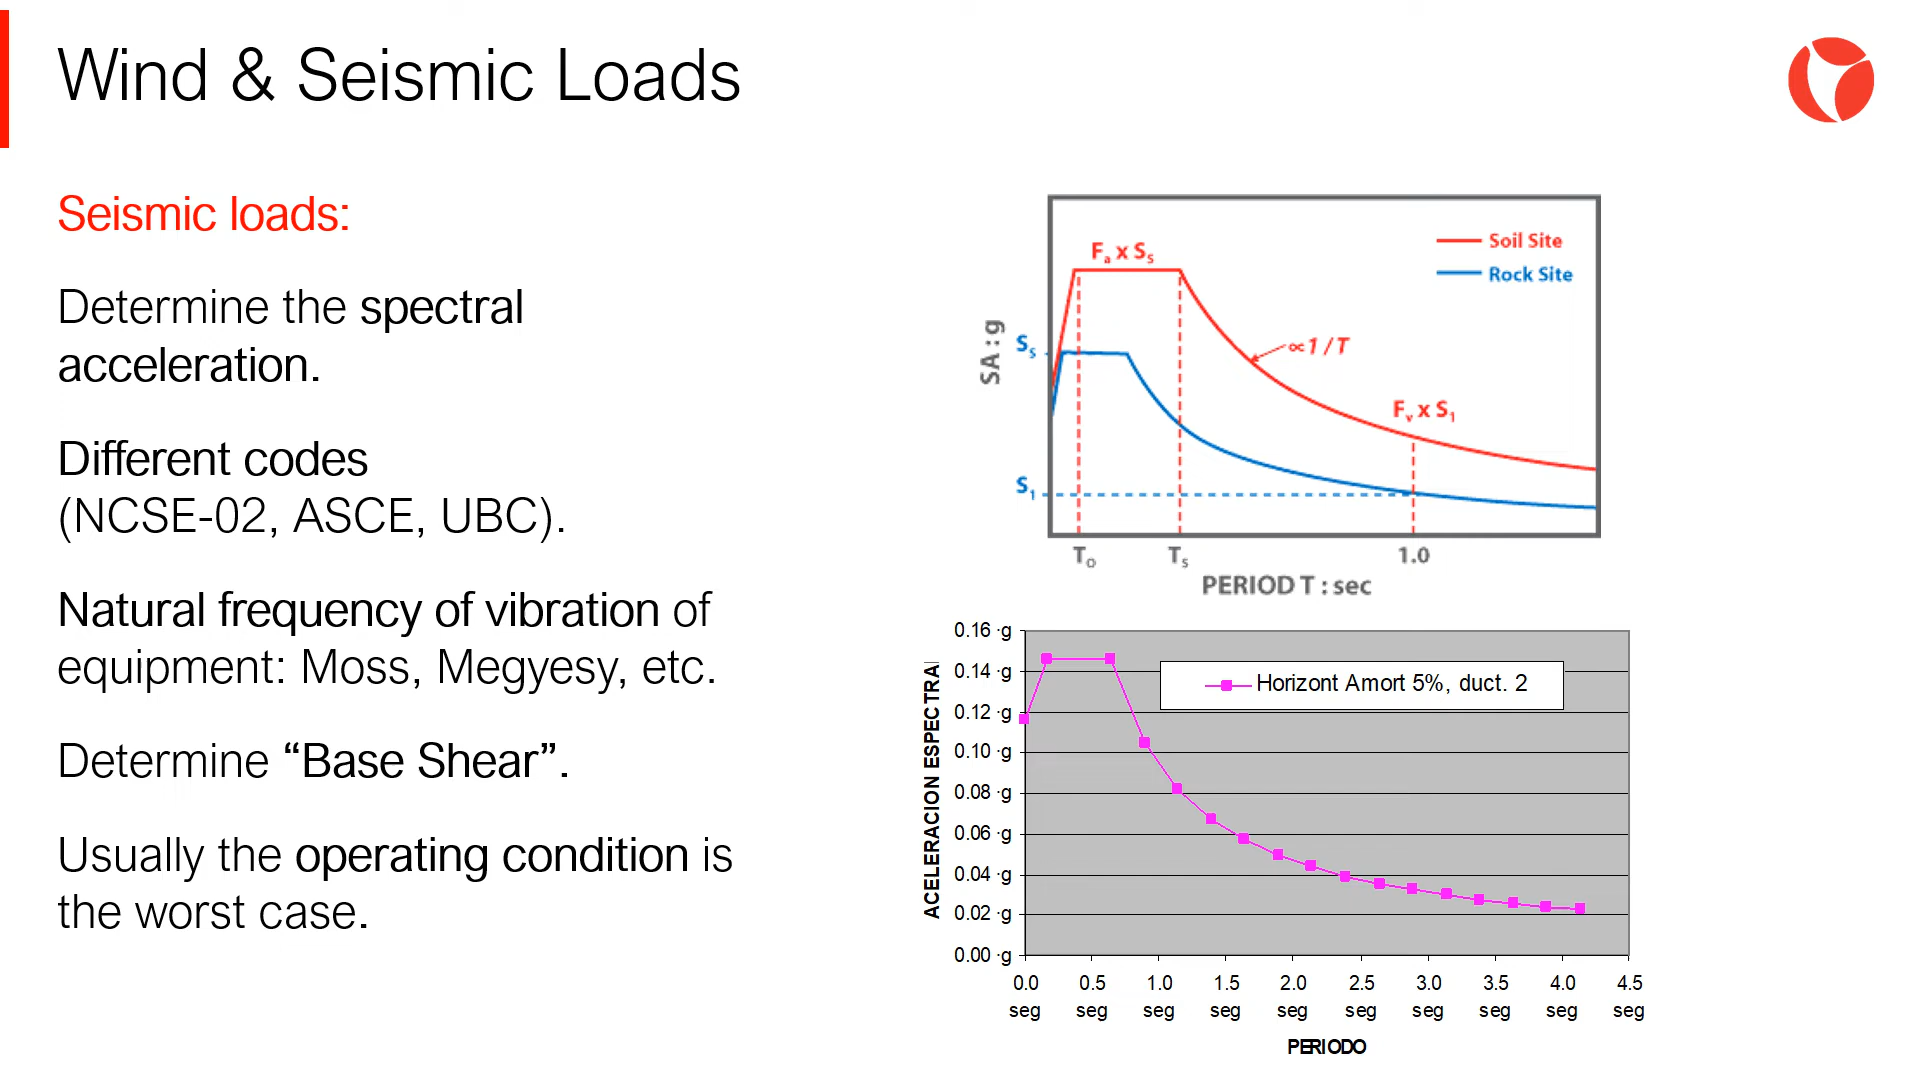 Wind & Seismic Loads
Seismic loads:
Determine the spectral
acceleration.
Different codes
(NCSE-02, ASCE, UBC).
Natural frequency of vibration of
equipment: Moss, Megyesy, etc.
Determine “Base Shear”.
Usually the operating condition is
the worst case.
Fa x Ss
Soil Site
Rock Site
∝1/T
Fv x S1
SA : g
Ss
S1
To Ts 1.0
PERIOD T : sec
ACELERACION ESPECTRAL
0.16 ·g
0.14 ·g
0.12 ·g
0.10 ·g
0.08 ·g
0.06 ·g
0.04 ·g
0.02 ·g
0.00 ·g
Horizont Amort 5%, duct. 2
0.0 0.5 1.0 1.5 2.0 2.5 3.0 3.5 4.0 4.5
seg seg seg seg seg seg seg seg seg seg
PERIODO